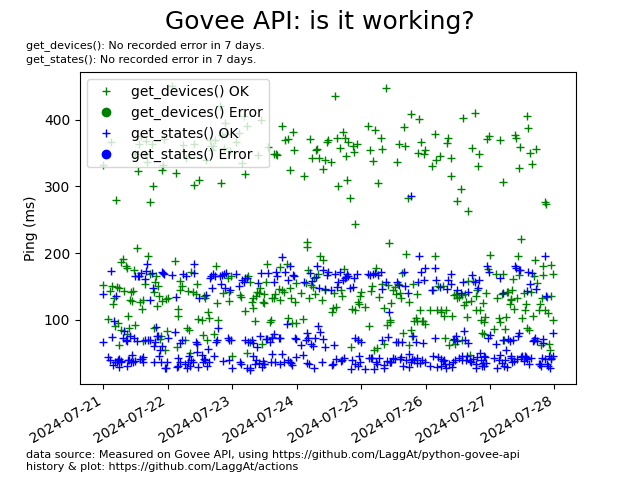 Govee API: is it working?
get_devices(): No recorded error in 7 days.
get_states(): No recorded error in 7 days.
get_devices() OK
get_devices() Error
get_states() OK
get_states() Error
Ping (ms)
400
300
200
100
2024-07-21
2024-07-22
2024-07-23
2024-07-24
2024-07-25
2024-07-26
2024-07-27
2024-07-28
data source: Measured on Govee API, using https://github.com/LaggAt/python-govee-api
history & plot: https://github.com/LaggAt/actions